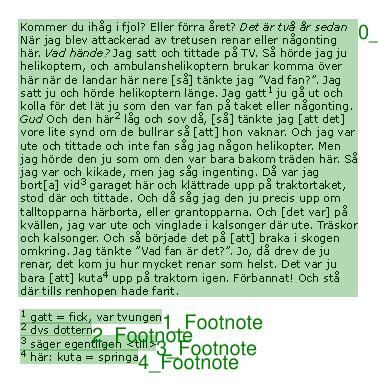 Kommer du ihåg i fjol? Eller förra året? Det är två år sedan
När jag blev attackerad av tretusen renar eller någonting
här. Vad hände? Jag satt och tittade på TV. Så hörde jag ju
helikoptern, och ambulanshelikoptern brukar komma över
här när de landar här nere [så] tänkte jag ”Vad fan?”. Jag
satt ju och hörde helikoptern länge. Jag gatt1 ju gå ut och
kolla för det lät ju som den var fan på taket eller någonting.
Gud Och den här2 låg och sov då, [så] tänkte jag [att det]
vore lite synd om de bullrar så [att] hon vaknar. Och jag var
ute och tittade och inte fan såg jag någon helikopter. Men
jag hörde den ju som om den var bara bakom träden här. Så
jag var och kikade, men jag såg ingenting. Då var jag
bort[a] vid3 garaget här och klättrade upp på traktortaket,
stod där och tittade. Och då såg jag den ju precis upp om
talltopparna härborta, eller grantopparna. Och [det var] på
kvällen, jag var ute och vinglade i kalsonger där ute. Träskor
och kalsonger. Och så började det på [att] braka i skogen
omkring. Jag tänkte ”Vad fan är det?”. Jo, då drev de ju
renar, det kom ju hur mycket renar som helst. Det var ju
bara [att] kuta4 upp på traktorn igen. Förbannat! Och stå
där tills renhopen hade farit.
0_
1 gatt = fick, var tvungen
1_Footnote
2 dvs dottern
2_Footnote
3 säger egentligen <till>
3_Footnote
4 här: kuta = springa
4_Footnote